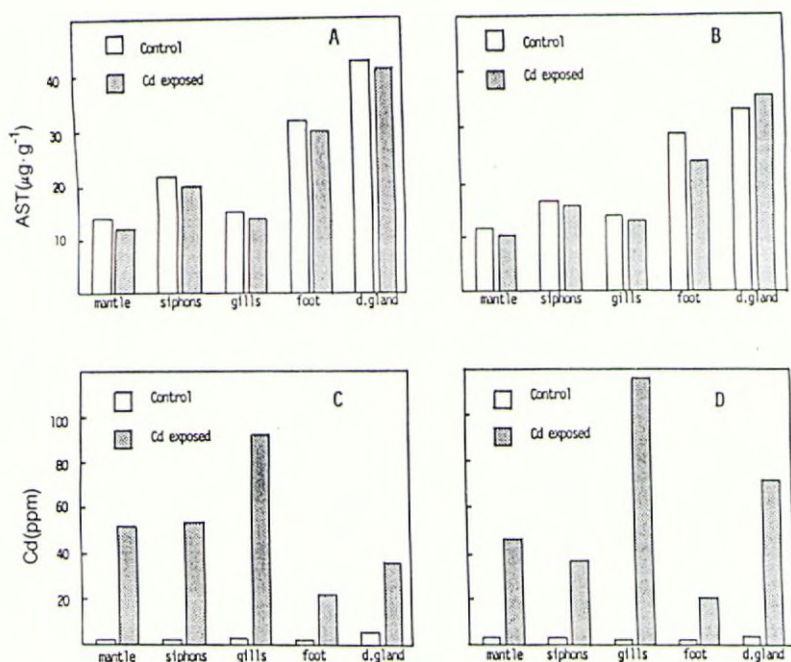 A
Control
Cd exposed
AST(µg·g⁻¹)
40
30
20
10
mantle siphons gills foot d.gland
B
Control
Cd exposed
mantle siphons gills foot d.gland
C
Control
Cd exposed
Cd(ppm)
100
80
60
40
20
mantle siphons gills foot d.gland
D
Control
Cd exposed
mantle siphons gills foot d.gland